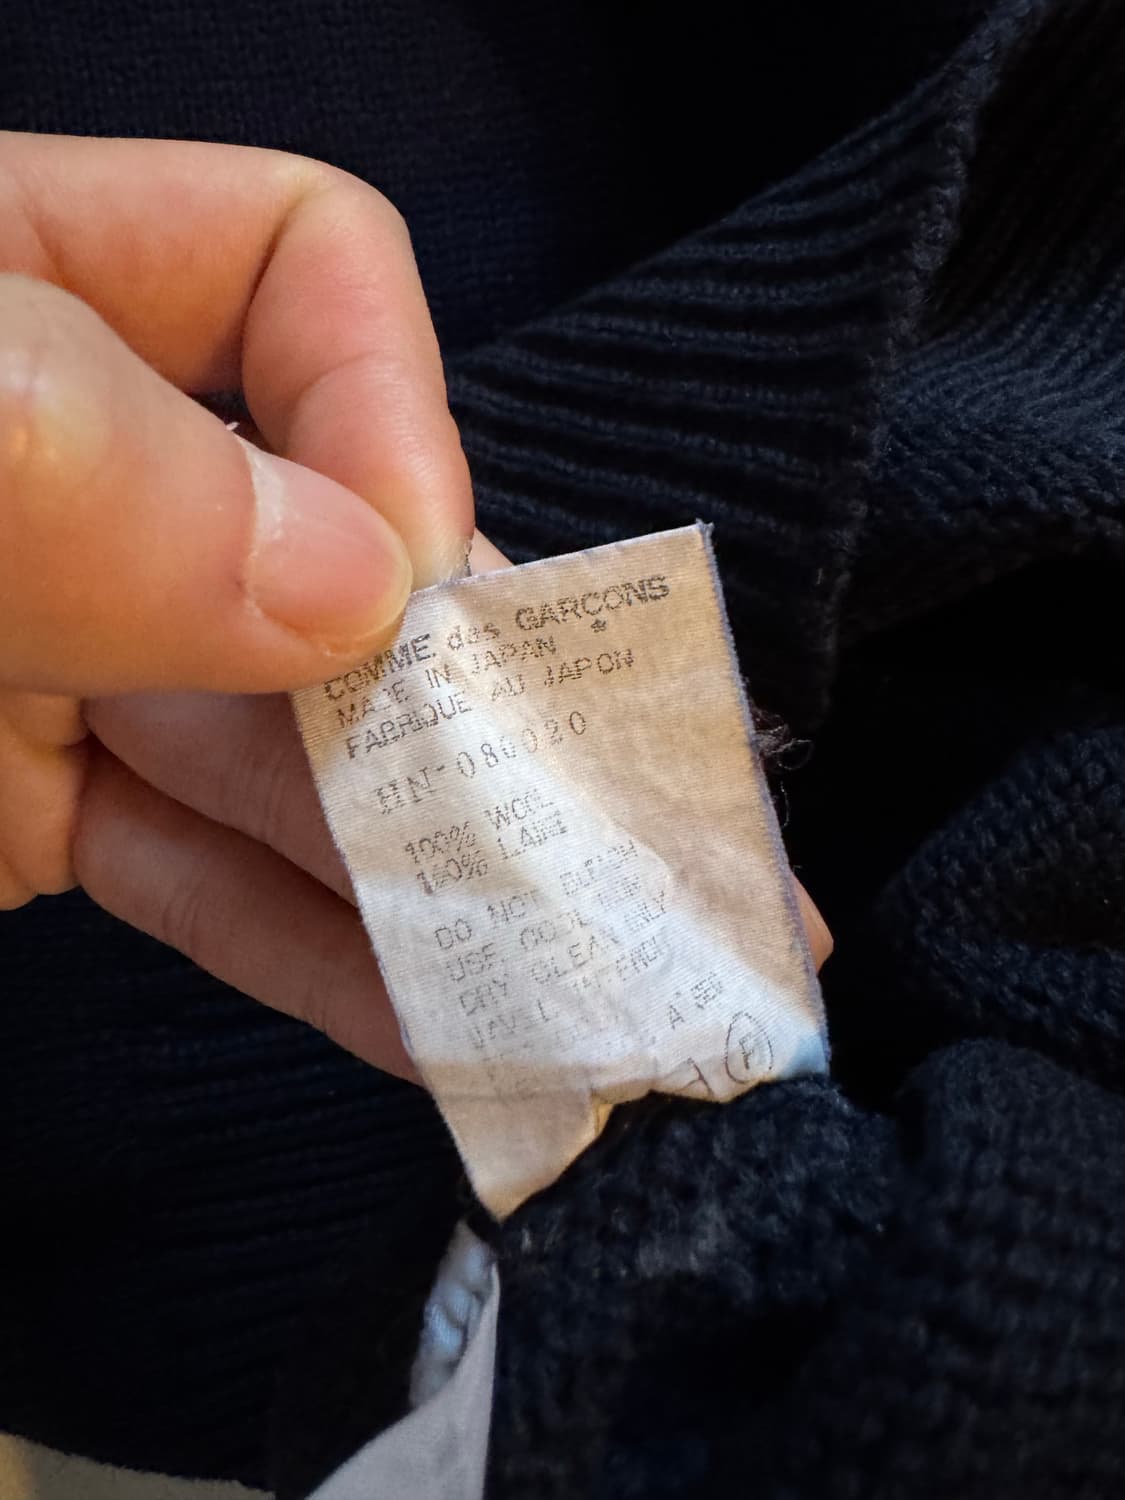 COMME des GARCONS
MADE IN JAPAN *
FABRIQUE AU JAPON
HN-080020
100% WOOL
100% LAINE
DO NOT BLEACH
USE COOL IRON
DRY CLEAN ONLY
A
A P